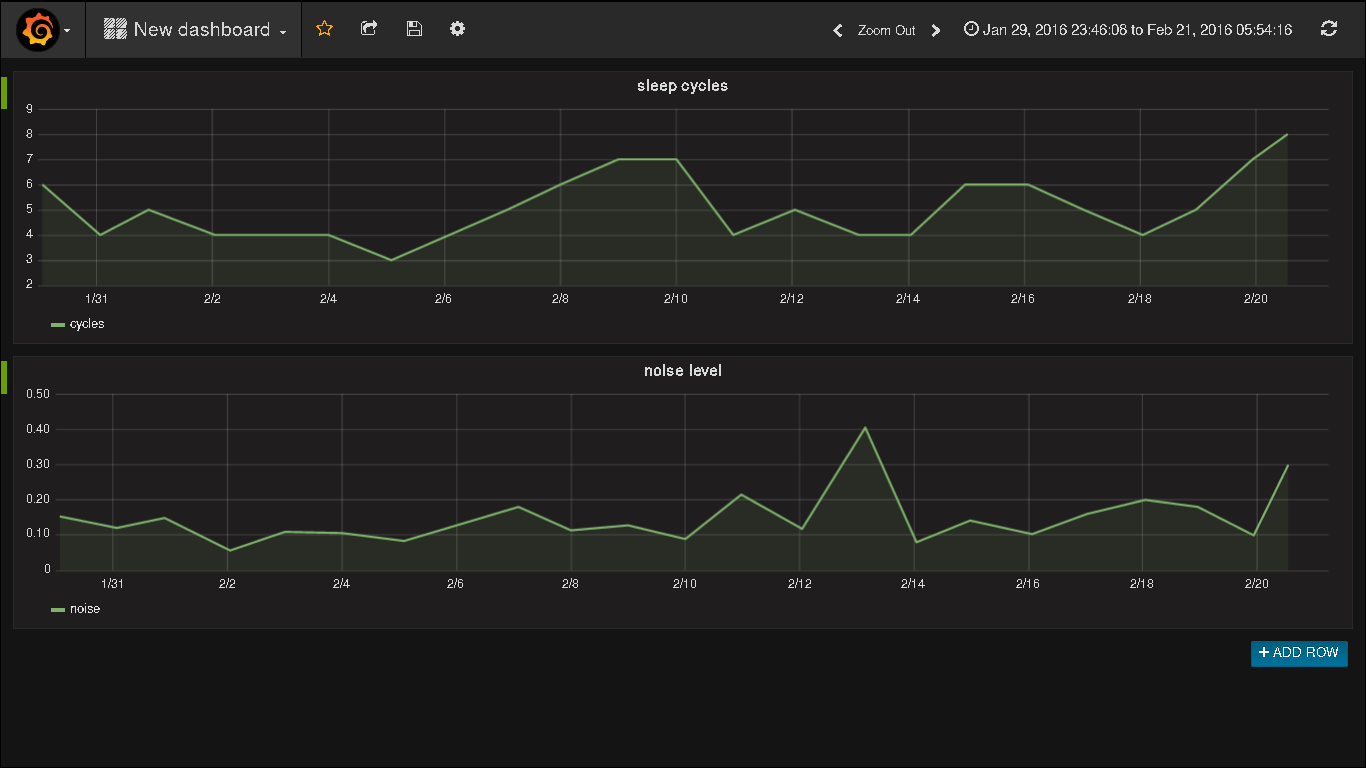 New dashboard
Zoom Out
Jan 29, 2016 23:46:08 to Feb 21, 2016 05:54:16
sleep cycles
9
8
7
6
5
4
3
2
1/31 2/2 2/4 2/6 2/8 2/10 2/12 2/14 2/16 2/18 2/20
cycles
noise level
0.50
0.40
0.30
0.20
0.10
0
1/31 2/2 2/4 2/6 2/8 2/10 2/12 2/14 2/16 2/18 2/20
noise
+ ADD ROW